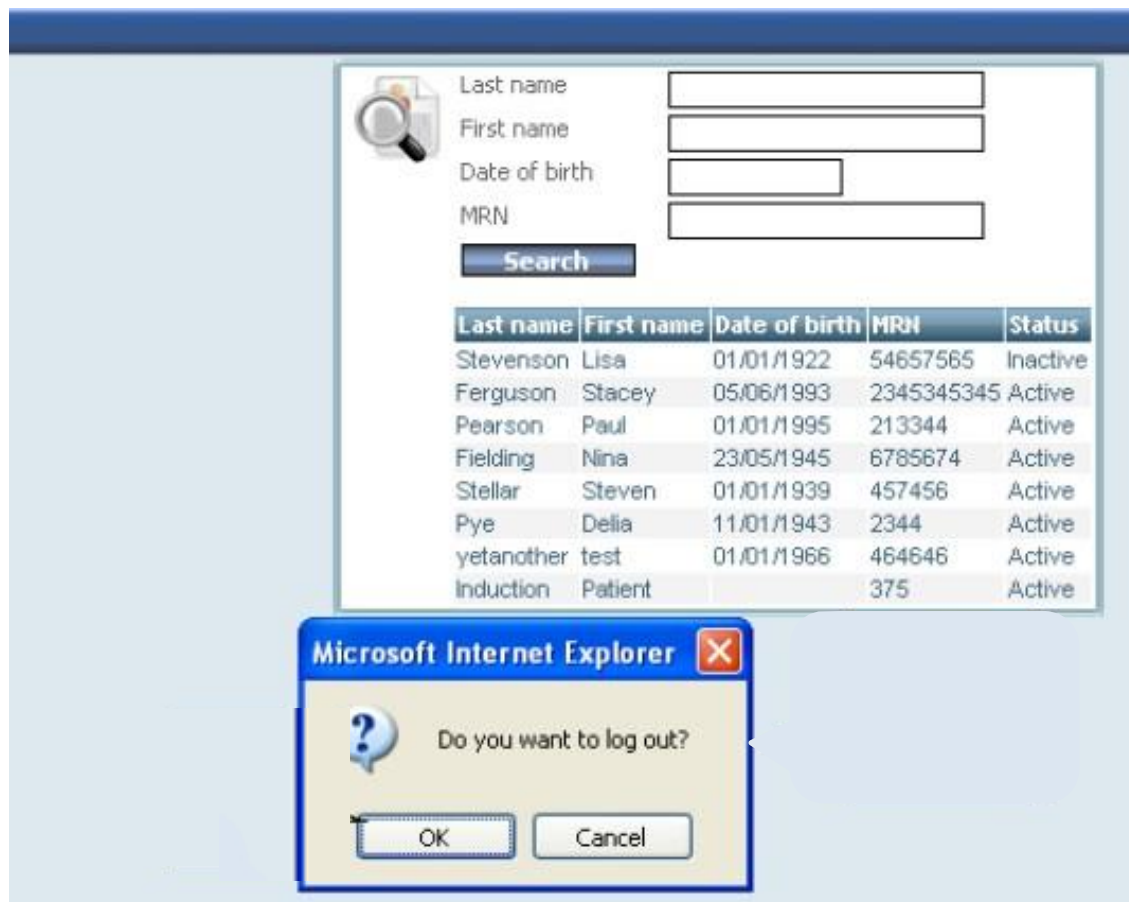 Last name
First name
Date of birth
MRN
Search
Last name First name Date of birth MRN Status
Stevenson Lisa 01/01/1922 54657565 Inactive
Ferguson Stacey 05/06/1993 2345345345 Active
Pearson Paul 01/01/1995 213344 Active
Fielding Nina 23/05/1945 6785674 Active
Stellar Steven 01/01/1939 457456 Active
Pye Delia 11/01/1943 2344 Active
yetanother test 01/01/1966 464646 Active
Induction Patient 375 Active
Microsoft Internet Explorer
Do you want to log out?
OK Cancel